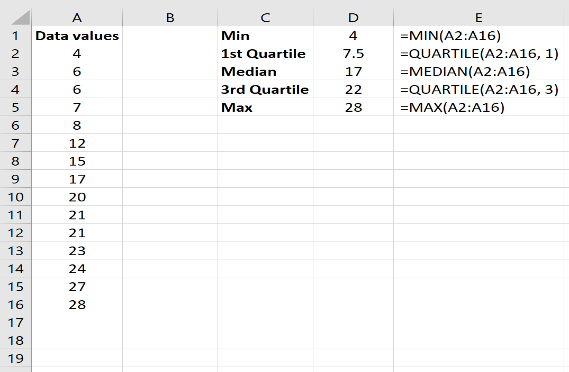 A B C D E
1 Data values Min 4 =MIN(A2:A16)
2 4 1st Quartile 7.5 =QUARTILE(A2:A16, 1)
3 6 Median 17 =MEDIAN(A2:A16)
4 6 3rd Quartile 22 =QUARTILE(A2:A16, 3)
5 7 Max 28 =MAX(A2:A16)
6 8
7 12
8 15
9 17
10 20
11 21
12 21
13 23
14 24
15 27
16 28
17
18
19